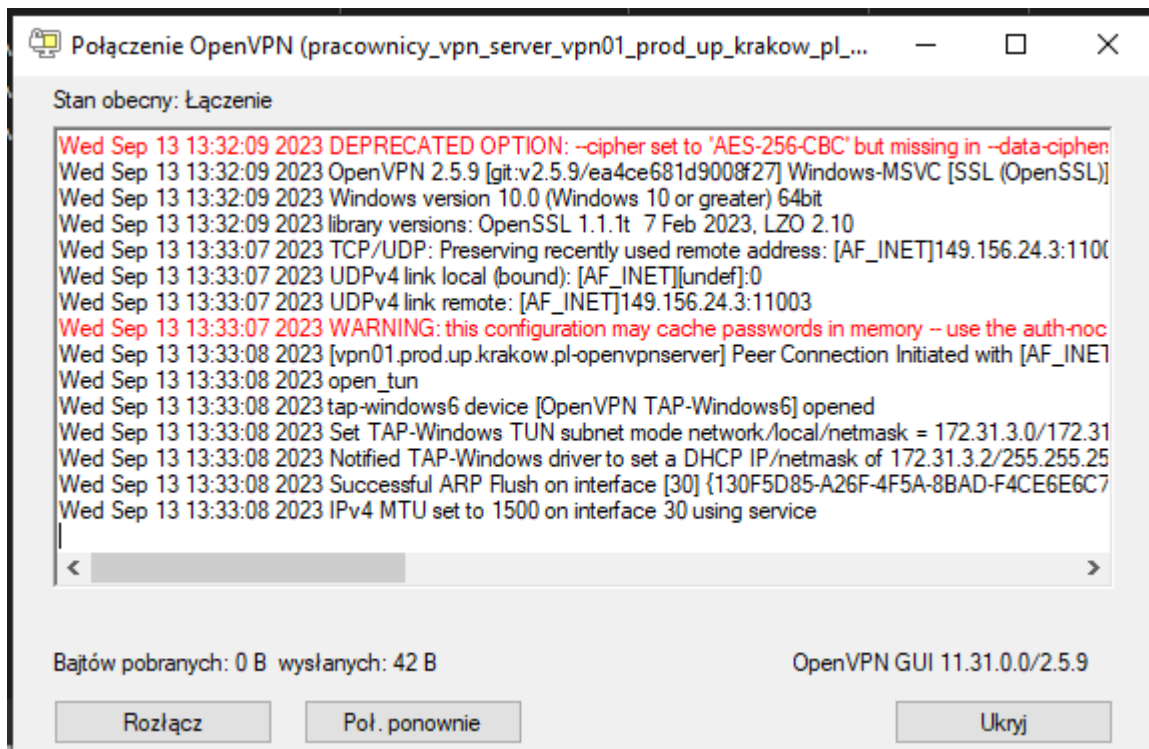 Połączenie OpenVPN (pracownicy_vpn_server_vpn01_prod_up_krakow_pl_...
Stan obecny: Łączenie
Wed Sep 13 13:32:09 2023 DEPRECATED OPTION: --cipher set to 'AES-256-CBC' but missing in --data-ciphers
Wed Sep 13 13:32:09 2023 OpenVPN 2.5.9 [git:v2.5.9/ea4ce681d9008f27] Windows-MSVC [SSL (OpenSSL)]
Wed Sep 13 13:32:09 2023 Windows version 10.0 (Windows 10 or greater) 64bit
Wed Sep 13 13:32:09 2023 library versions: OpenSSL 1.1.1t  7 Feb 2023, LZO 2.10
Wed Sep 13 13:33:07 2023 TCP/UDP: Preserving recently used remote address: [AF_INET]149.156.24.3:1100
Wed Sep 13 13:33:07 2023 UDPv4 link local (bound): [AF_INET][undef]:0
Wed Sep 13 13:33:07 2023 UDPv4 link remote: [AF_INET]149.156.24.3:11003
Wed Sep 13 13:33:07 2023 WARNING: this configuration may cache passwords in memory -- use the auth-noc
Wed Sep 13 13:33:08 2023 [vpn01.prod.up.krakow.pl-openvpnserver] Peer Connection Initiated with [AF_INET
Wed Sep 13 13:33:08 2023 open_tun
Wed Sep 13 13:33:08 2023 tap-windows6 device [OpenVPN TAP-Windows6] opened
Wed Sep 13 13:33:08 2023 Set TAP-Windows TUN subnet mode network/local/netmask = 172.31.3.0/172.31
Wed Sep 13 13:33:08 2023 Notified TAP-Windows driver to set a DHCP IP/netmask of 172.31.3.2/255.255.25
Wed Sep 13 13:33:08 2023 Successful ARP Flush on interface [30] {130F5D85-A26F-4F5A-8BAD-F4CE6E6C7
Wed Sep 13 13:33:08 2023 IPv4 MTU set to 1500 on interface 30 using service
Bajtów pobranych: 0 B  wysłanych: 42 B
OpenVPN GUI 11.31.0.0/2.5.9
Rozłącz
Poł. ponownie
Ukryj